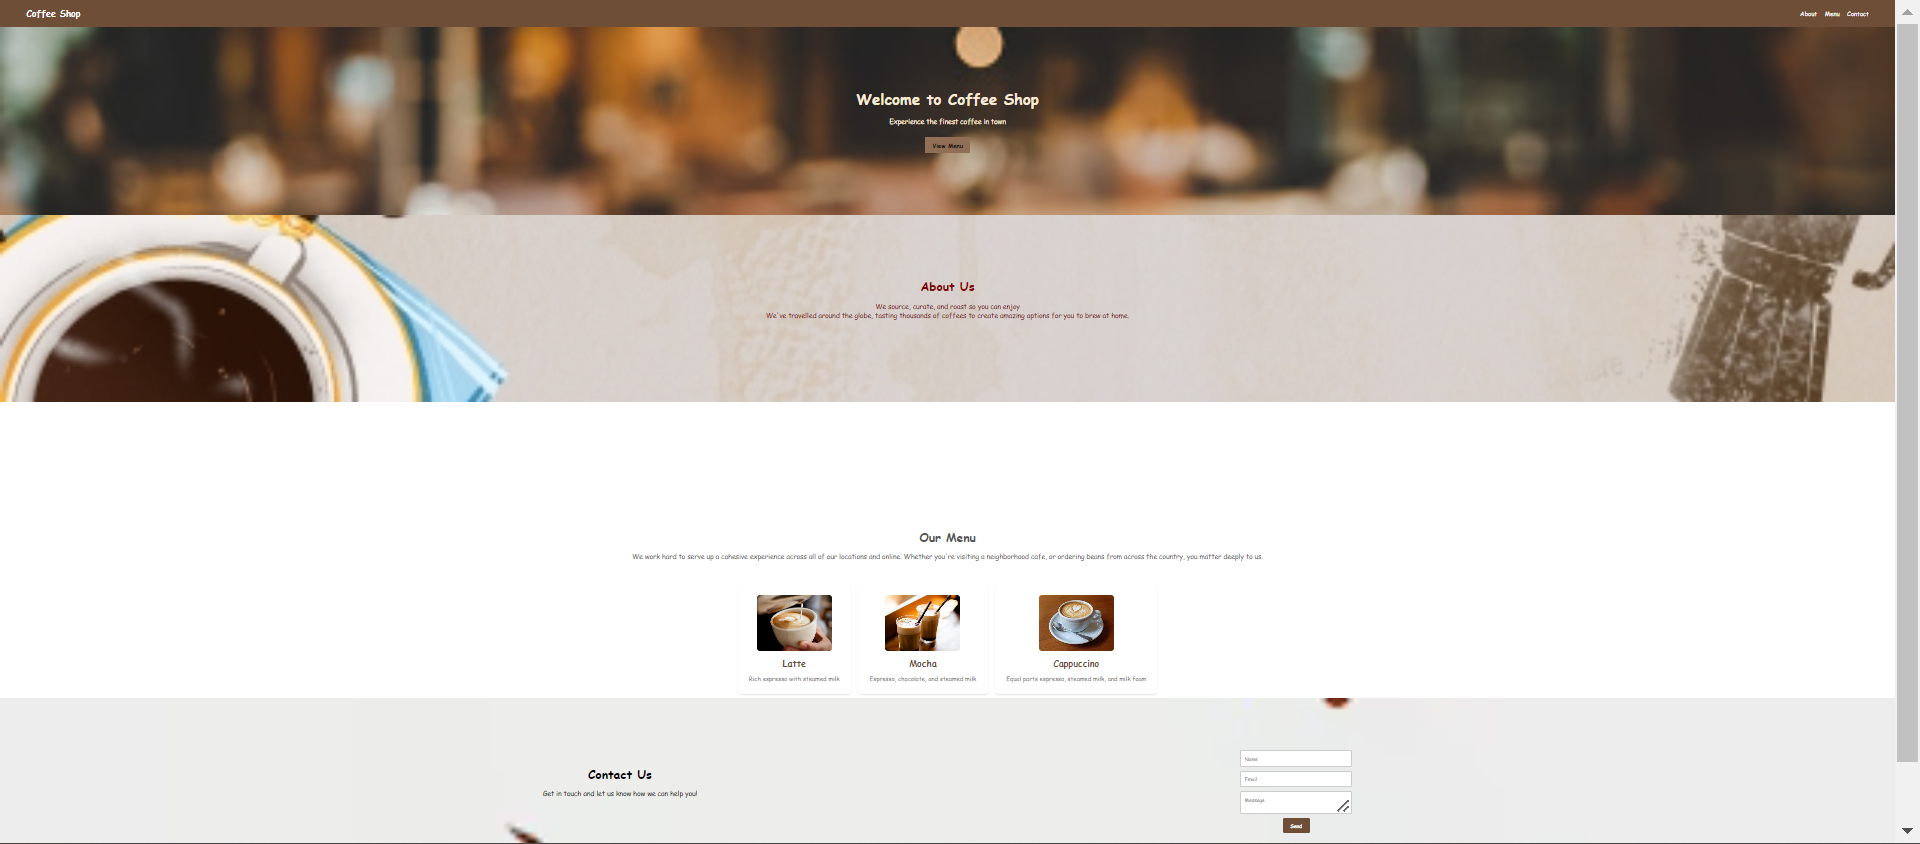 Coffee Shop
About Menu Contact
Welcome to Coffee Shop
Experience the finest coffee in town
View Menu
About Us
We source, curate, and roast so you can enjoy
We've travelled around the globe, tasting thousands of coffees to create amazing options for you to brew at home.
Our Menu
We work hard to serve up a cohesive experience across all of our locations and online. Whether you're visiting a neighborhood cafe, or ordering beans from across the country, you matter deeply to us.
Latte
Rich espresso with steamed milk
Mocha
Espresso, chocolate, and steamed milk
Cappuccino
Equal parts espresso, steamed milk, and milk foam
Contact Us
Get in touch and let us know how we can help you!
Name
Email
Message
Send